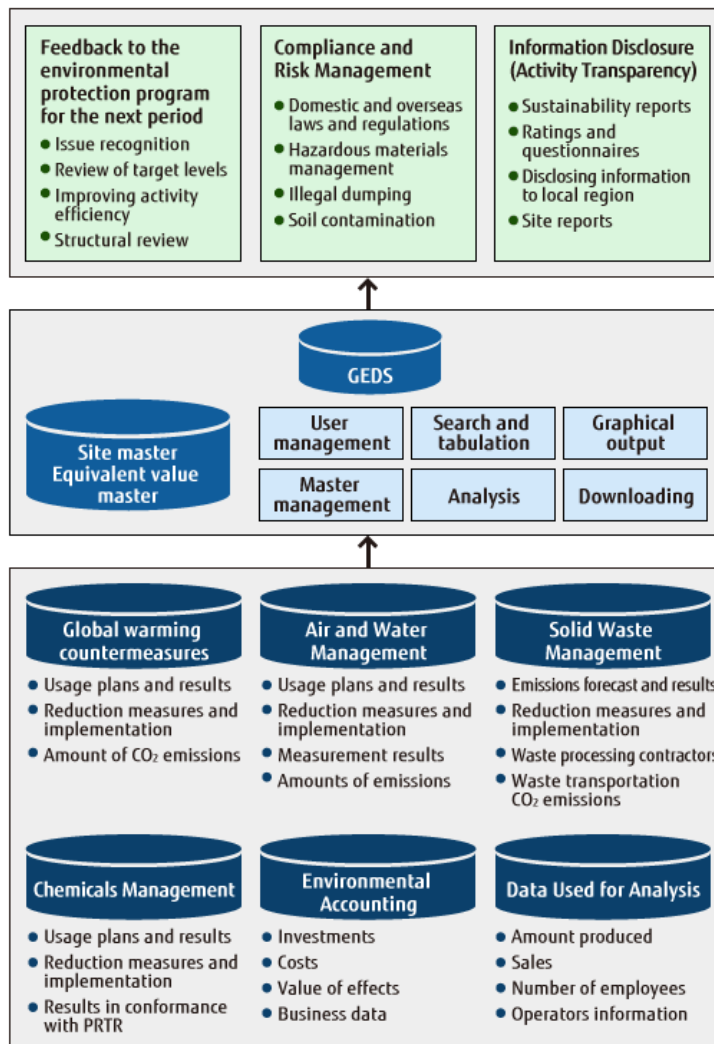 Feedback to the
environmental
protection program
for the next period
• Issue recognition
• Review of target levels
• Improving activity
efficiency
• Structural review
Compliance and
Risk Management
• Domestic and overseas
laws and regulations
• Hazardous materials
management
• Illegal dumping
• Soil contamination
Information Disclosure
(Activity Transparency)
• Sustainability reports
• Ratings and
questionnaires
• Disclosing information
to local region
• Site reports
GEDS
Site master
Equivalent value
master
User
management
Search and
tabulation
Graphical
output
Master
management
Analysis
Downloading
Global warming
countermeasures
• Usage plans and results
• Reduction measures and
implementation
• Amount of CO₂ emissions
Air and Water
Management
• Usage plans and results
• Reduction measures and
implementation
• Measurement results
• Amounts of emissions
Solid Waste
Management
• Emissions forecast and results
• Reduction measures and
implementation
• Waste processing contractors
• Waste transportation
CO₂ emissions
Chemicals Management
• Usage plans and results
• Reduction measures and
implementation
• Results in conformance
with PRTR
Environmental
Accounting
• Investments
• Costs
• Value of effects
• Business data
Data Used for Analysis
• Amount produced
• Sales
• Number of employees
• Operators information